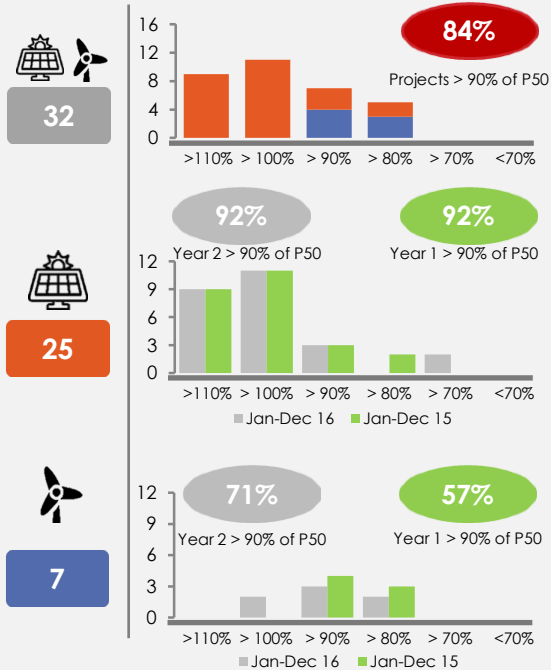 32
16
12
8
4
0
84%
Projects > 90% of P50
>110% > 100% > 90% > 80% > 70% <70%
25
92%
92%
Year 2 > 90% of P50
Year 1 > 90% of P50
12
9
6
3
0
>110% > 100% > 90% > 80% > 70% <70%
Jan-Dec 16 Jan-Dec 15
7
12
9
6
3
0
71%
57%
Year 2 > 90% of P50
Year 1 > 90% of P50
>110% > 100% > 90% > 80% > 70% <70%
Jan-Dec 16 Jan-Dec 15